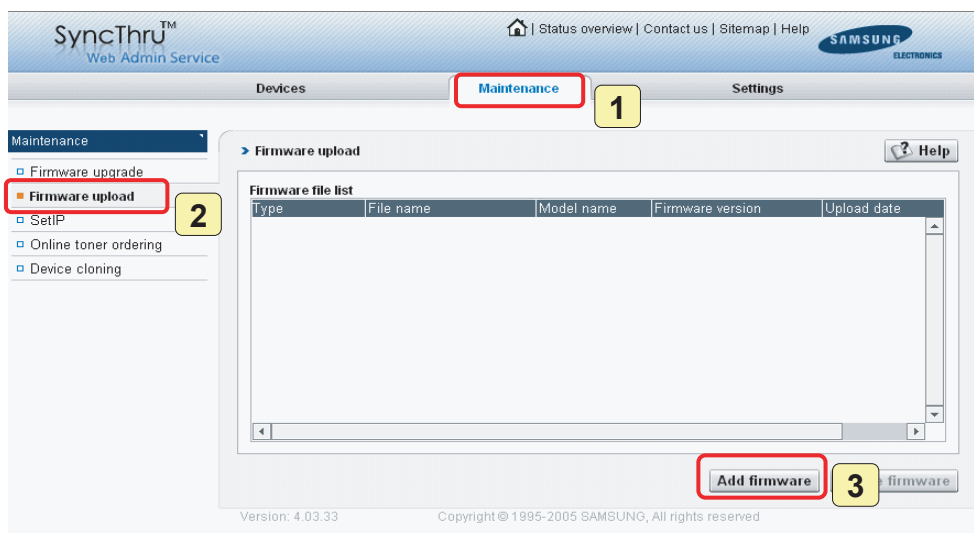 SyncThru™
Web Admin Service
| Status overview | Contact us | Sitemap | Help
SAMSUNG
ELECTRONICS
Devices
Maintenance
Settings
1
Maintenance
Firmware upgrade
Firmware upload
2
SetIP
Online toner ordering
Device cloning
> Firmware upload
Help
Firmware file list
Type File name Model name Firmware version Upload date
Add firmware
3
firmware
Version: 4.03.33 Copyright © 1995-2005 SAMSUNG, All rights reserved